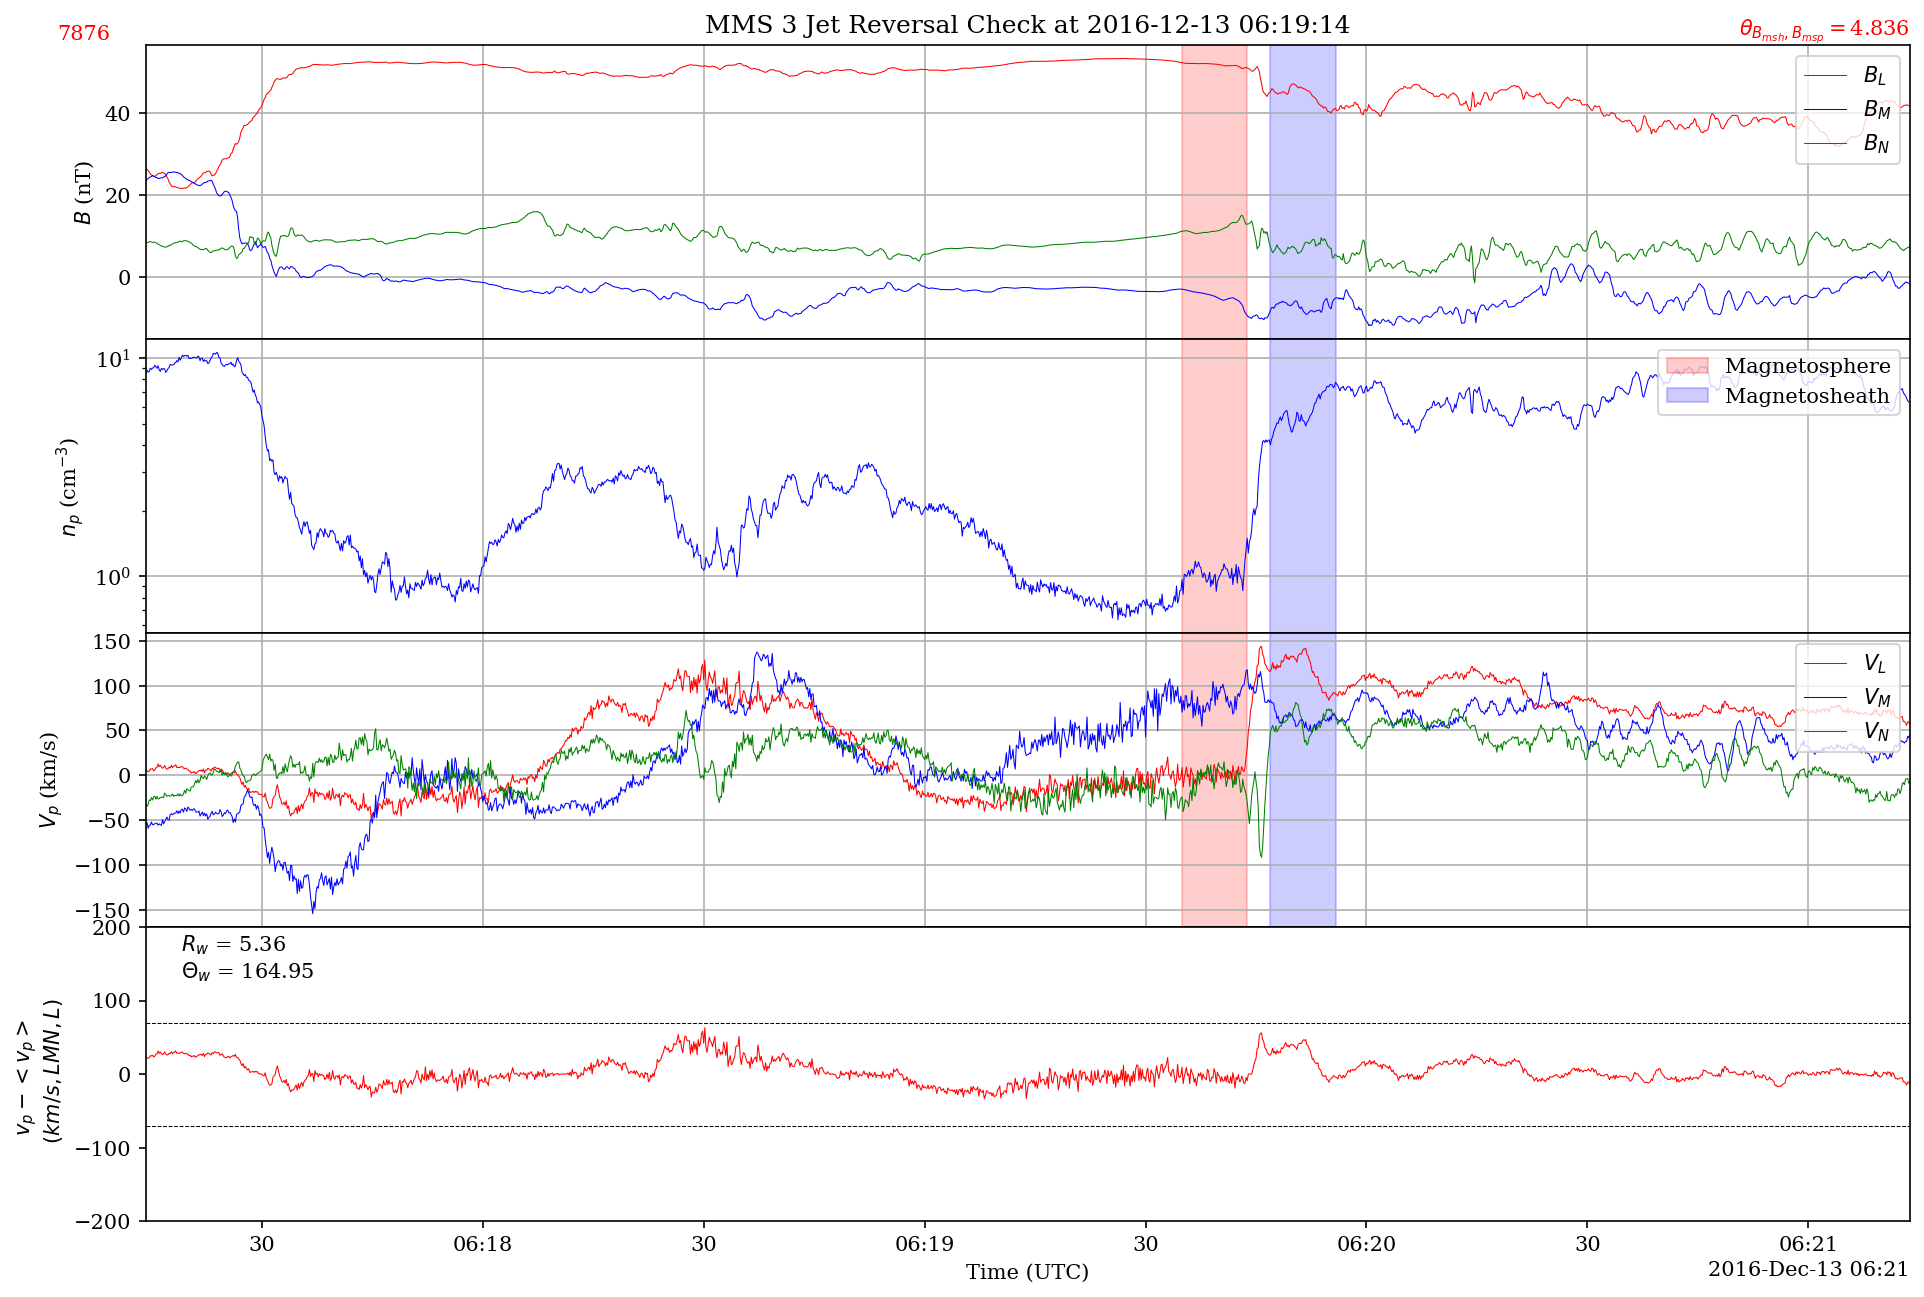 7876
MMS 3 Jet Reversal Check at 2016-12-13 06:19:14
θ_{B_{msh}, B_{msp}} = 4.836
B (nT)
40
20
0
B_L
B_M
B_N
n_p (cm^{-3})
10^1
10^0
Magnetosphere
Magnetosheath
V_p (km/s)
150
100
50
0
−50
−100
−150
V_L
V_M
V_N
v_p − < v_p >
(km/s, LMN, L)
200
100
0
−100
−200
R_w = 5.36
Θ_w = 164.95
30
06:18
30
06:19
30
06:20
30
06:21
Time (UTC)
2016-Dec-13 06:21